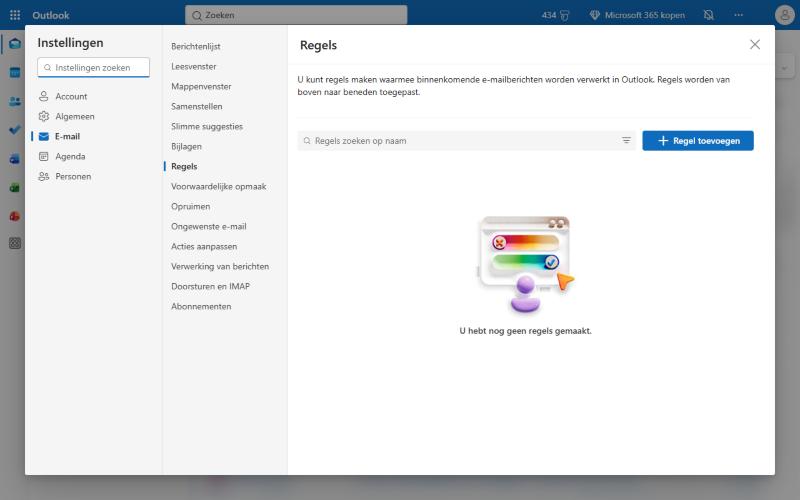 Outlook
Zoeken
434
Microsoft 365 kopen
Instellingen
Instellingen zoeken
Account
Algemeen
E-mail
Agenda
Personen
Berichtenlijst
Leesvenster
Mappenvenster
Samenstellen
Slimme suggesties
Bijlagen
Regels
Voorwaardelijke opmaak
Opruimen
Ongewenste e-mail
Acties aanpassen
Verwerking van berichten
Doorsturen en IMAP
Abonnementen
Regels
U kunt regels maken waarmee binnenkomende e-mailberichten worden verwerkt in Outlook. Regels worden van
boven naar beneden toegepast.
Regels zoeken op naam
Regel toevoegen
U hebt nog geen regels gemaakt.